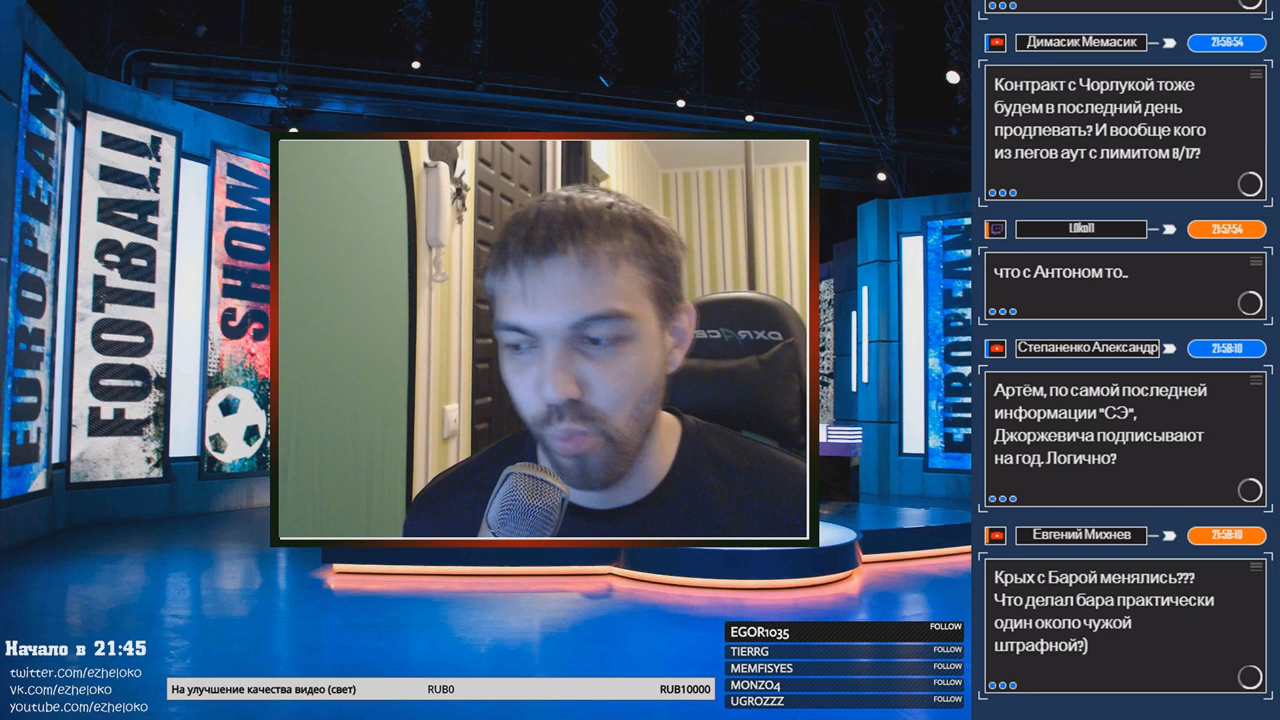 EUROPEAN
FOOTBALL
SHOW
DXRACE
EUROPEAN
Димасик Мемасик
21:56:54
Контракт с Чорлукой тоже
будем в последний день
продлевать? И вообще кого
из легов аут с лимитом 8/17?
L0ko11
21:57:54
что с Антоном то..
Степаненко Александр
21:58:10
Артём, по самой последней
информации "СЭ",
Джоржевича подписывают
на год. Логично?
Евгений Михнев
21:58:18
Крых с Барой менялись???
Что делал бара практически
один около чужой
штрафной?)
Начало в 21:45
twitter.com/ezheloko
vk.com/ezheloko
youtube.com/ezheloko
На улучшение качества видео (свет) RUB0 RUB10000
EGOR1035 FOLLOW
TIERRG FOLLOW
MEMFISYES FOLLOW
MONZO4 FOLLOW
UGROZZZ FOLLOW